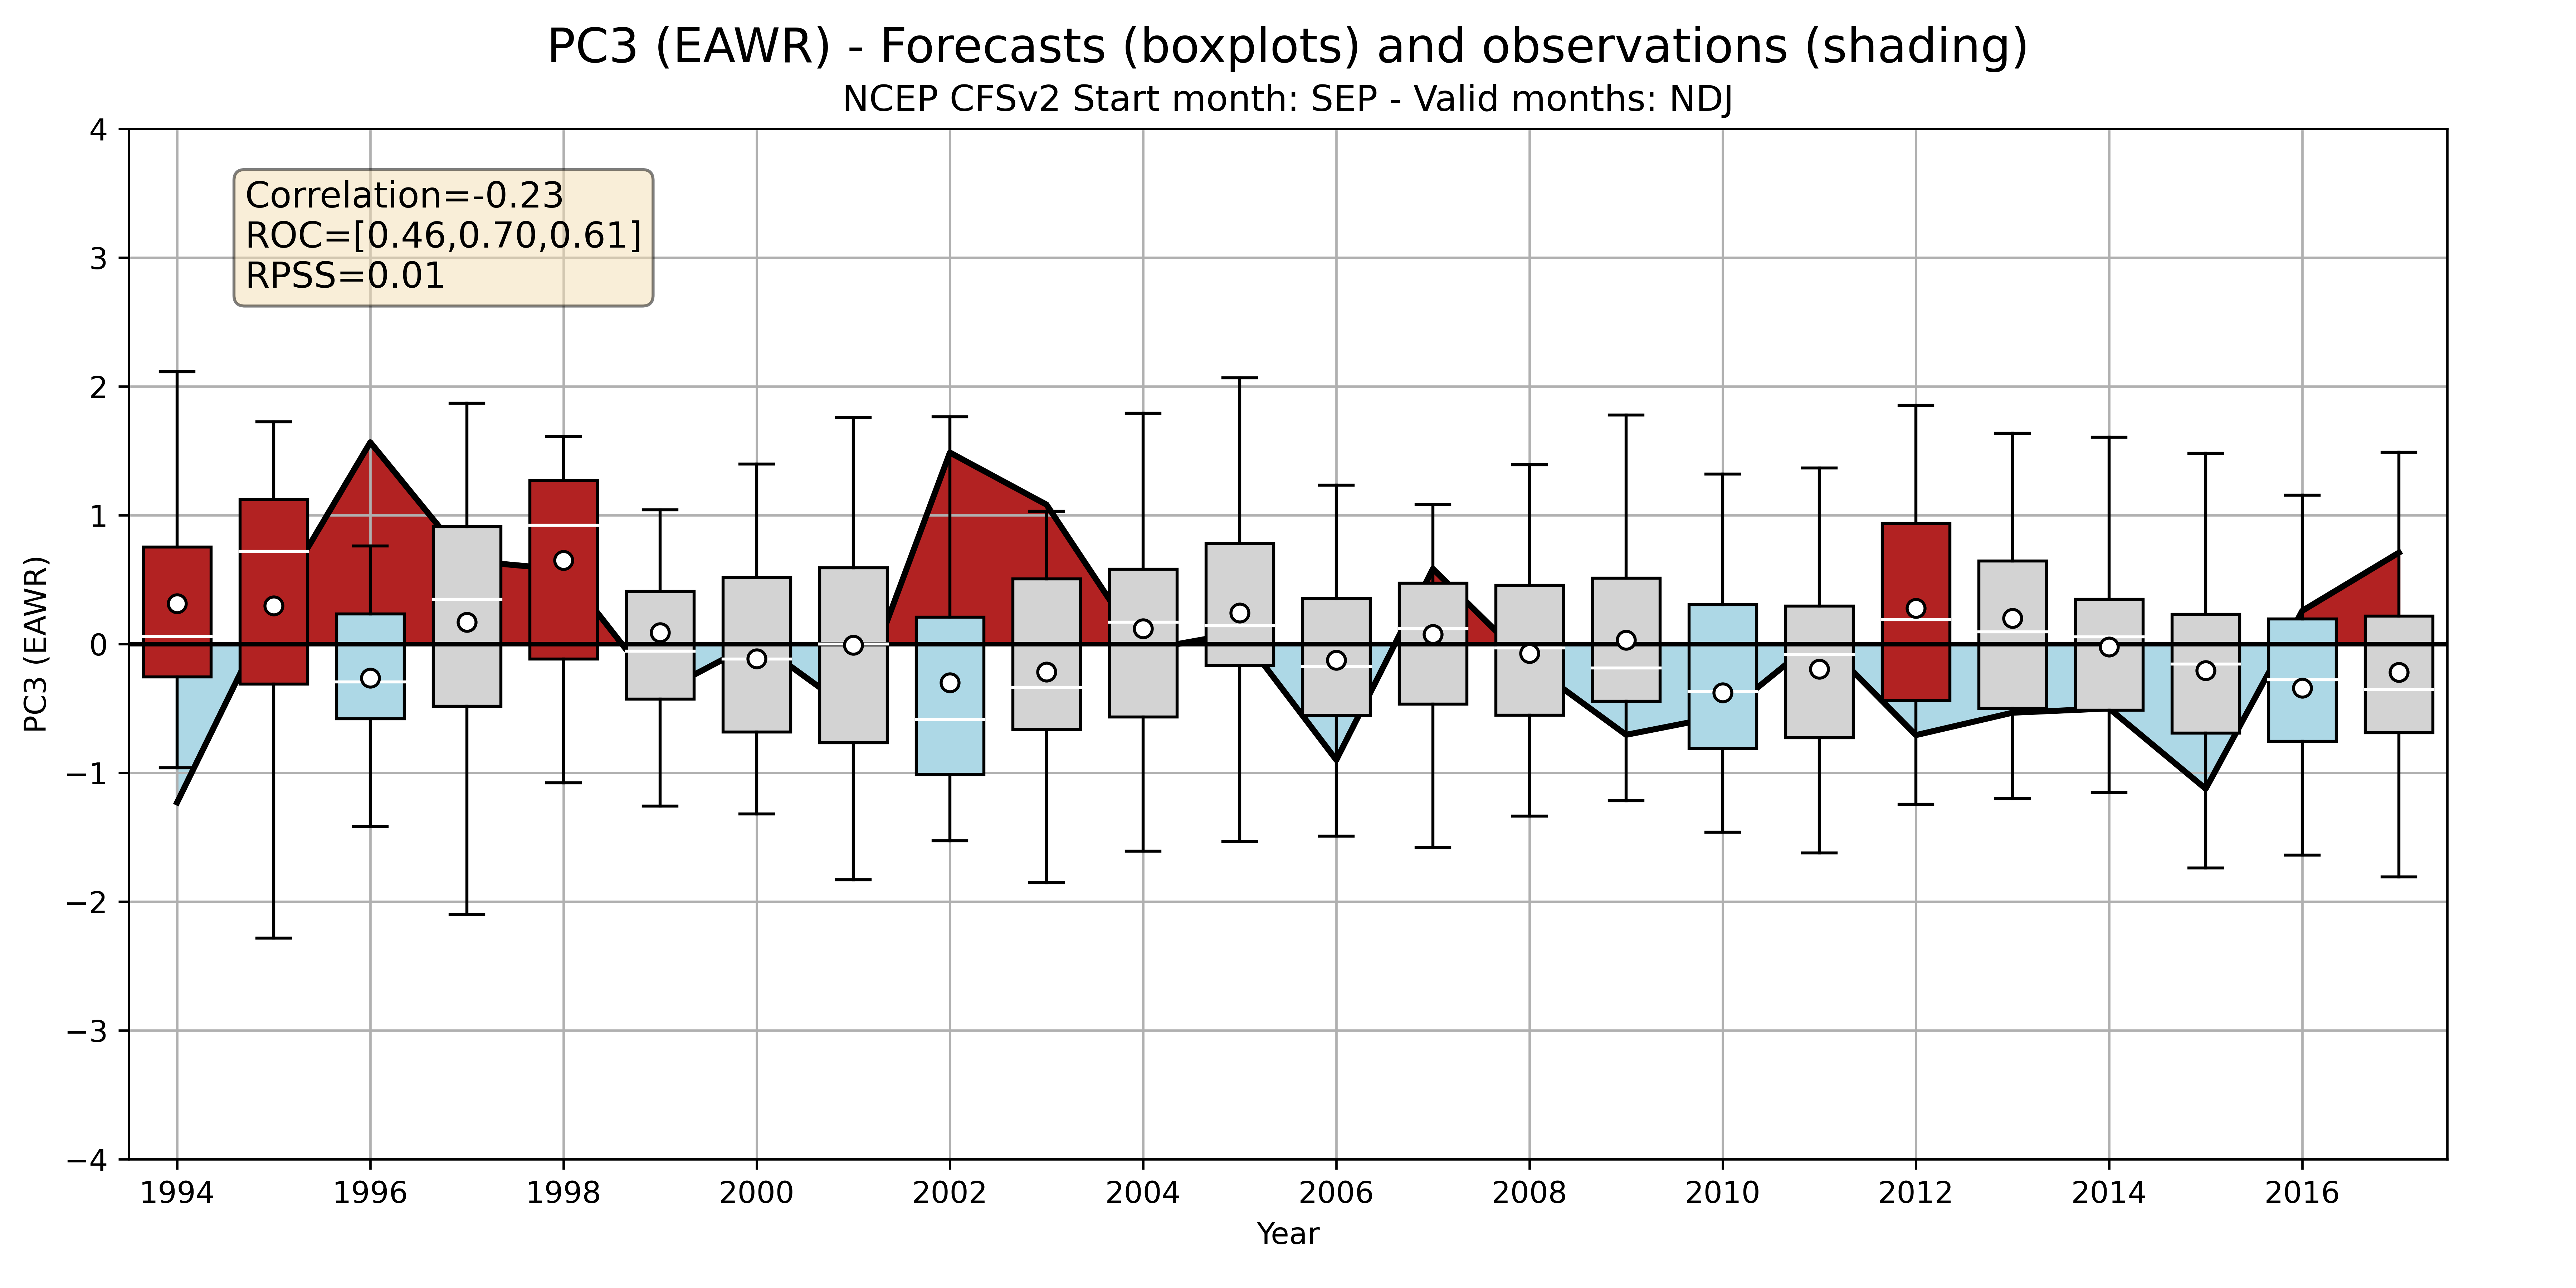 PC3 (EAWR) - Forecasts (boxplots) and observations (shading)
NCEP CFSv2 Start month: SEP - Valid months: NDJ
Correlation=-0.23
ROC=[0.46,0.70,0.61]
RPSS=0.01
PC3 (EAWR)
4
3
2
1
0
−1
−2
−3
−4
1994 1996 1998 2000 2002 2004 2006 2008 2010 2012 2014 2016
Year